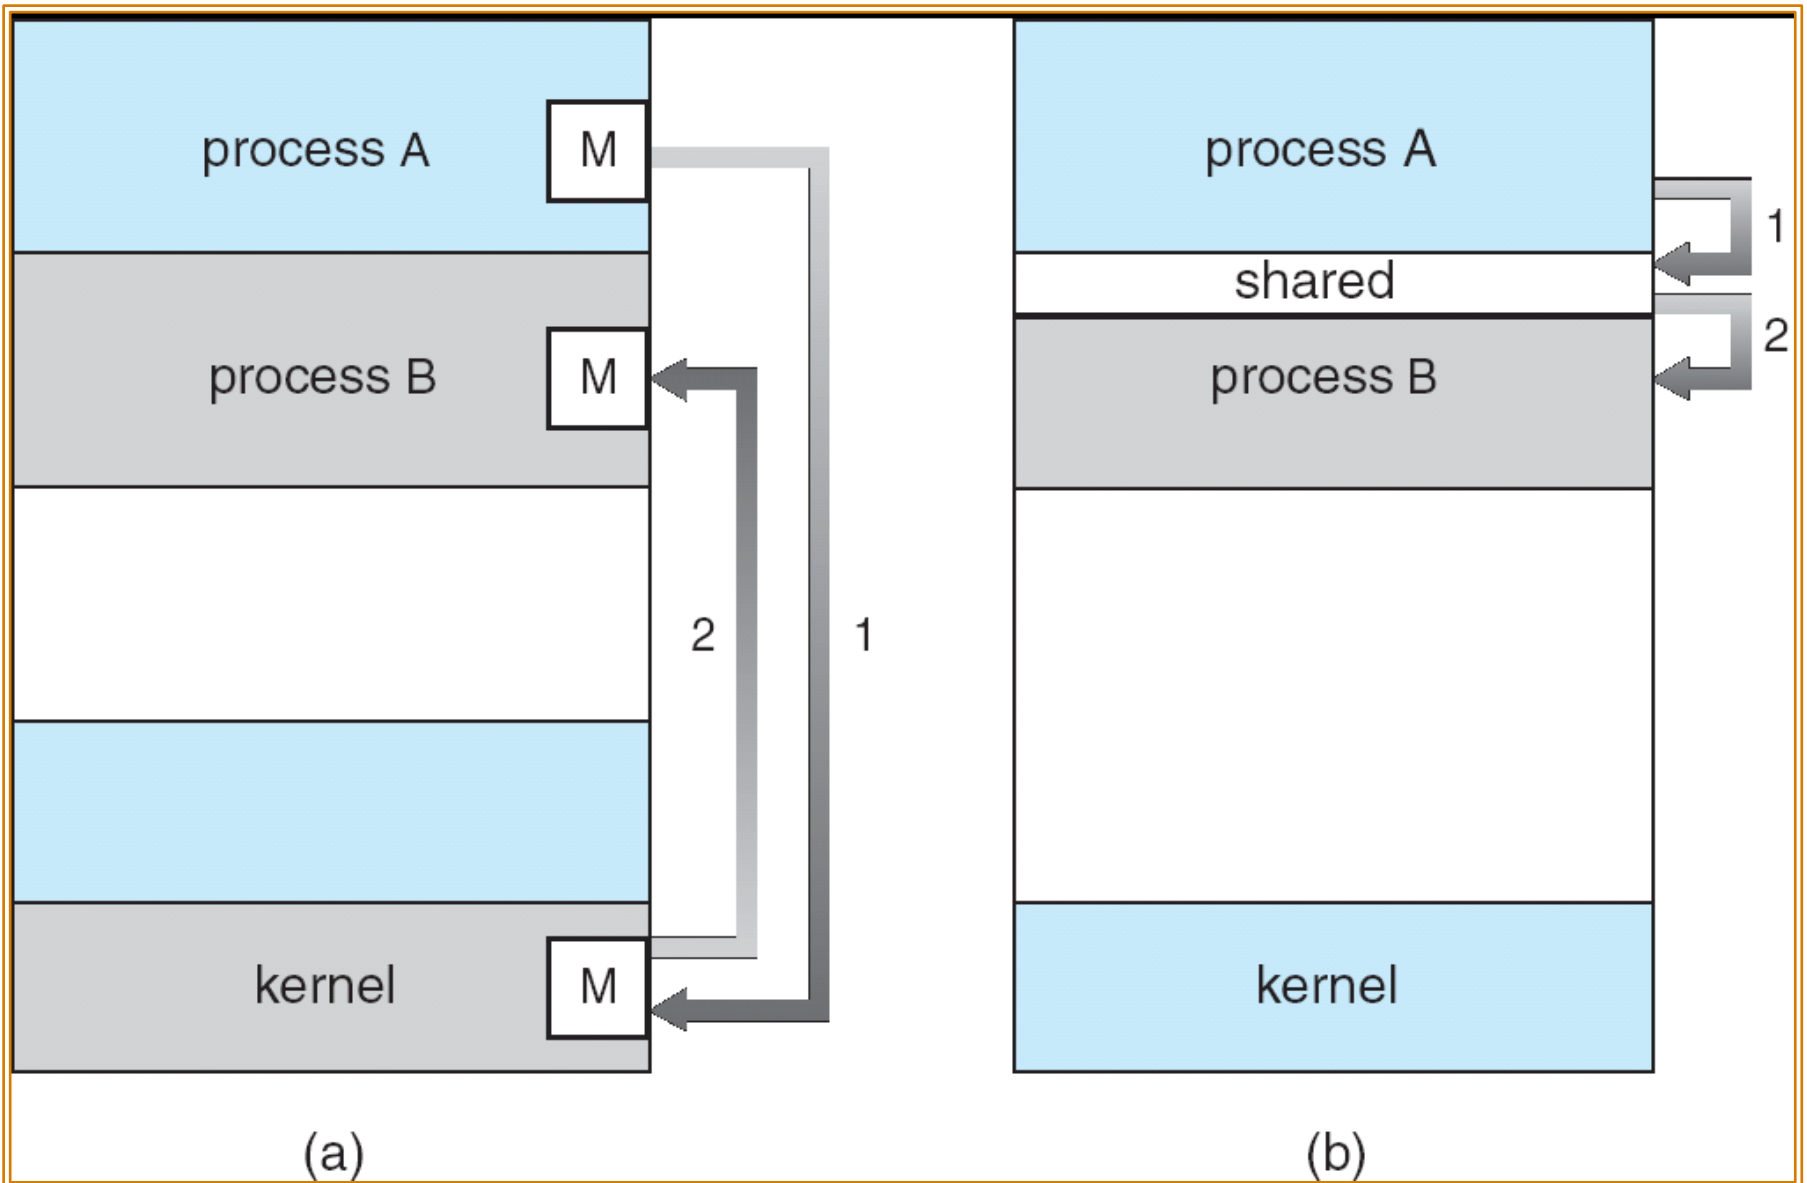 process A
M
process B
M
2
1
kernel
M
(a)
process A
1
shared
2
process B
kernel
(b)